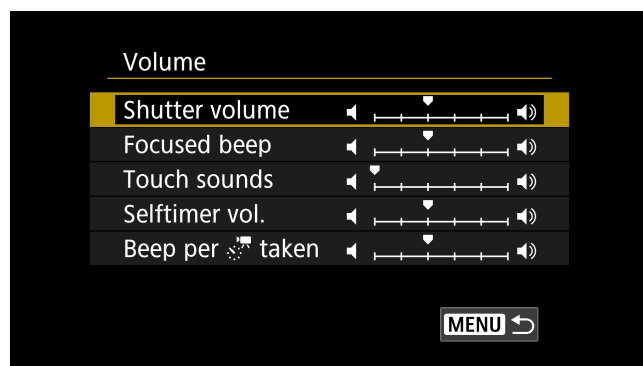 Volume
Shutter volume
Focused beep
Touch sounds
Selftimer vol.
Beep per taken
MENU